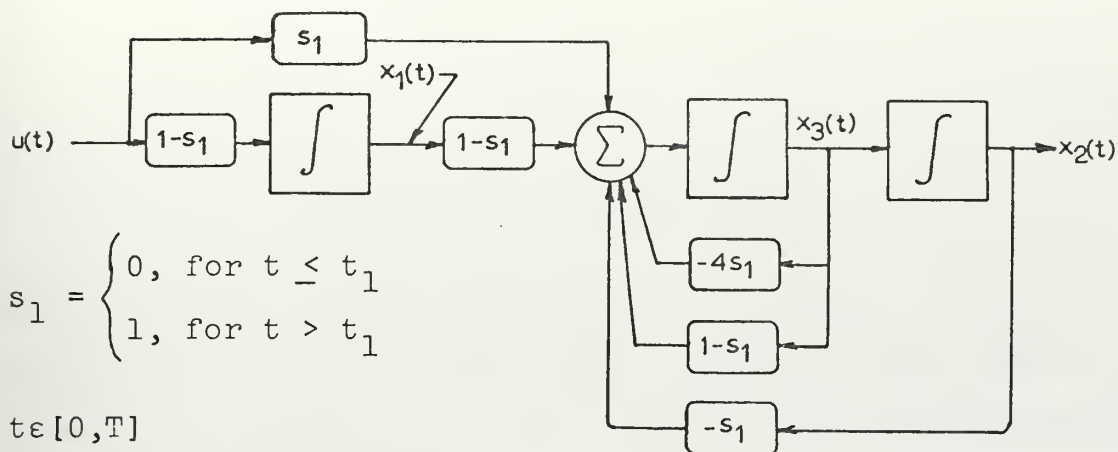 s1
x1(t)
u(t)
1-s1
∫
1-s1
Σ
∫
x3(t)
∫
x2(t)
-4s1
1-s1
-s1
s1 = { 0, for t ≤ t1
1, for t > t1
tε[0,T]